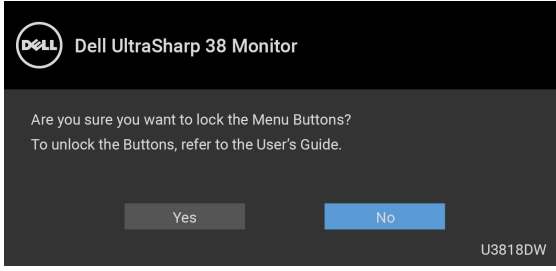 DELL Dell UltraSharp 38 Monitor
Are you sure you want to lock the Menu Buttons?
To unlock the Buttons, refer to the User’s Guide.
Yes No
U3818DW